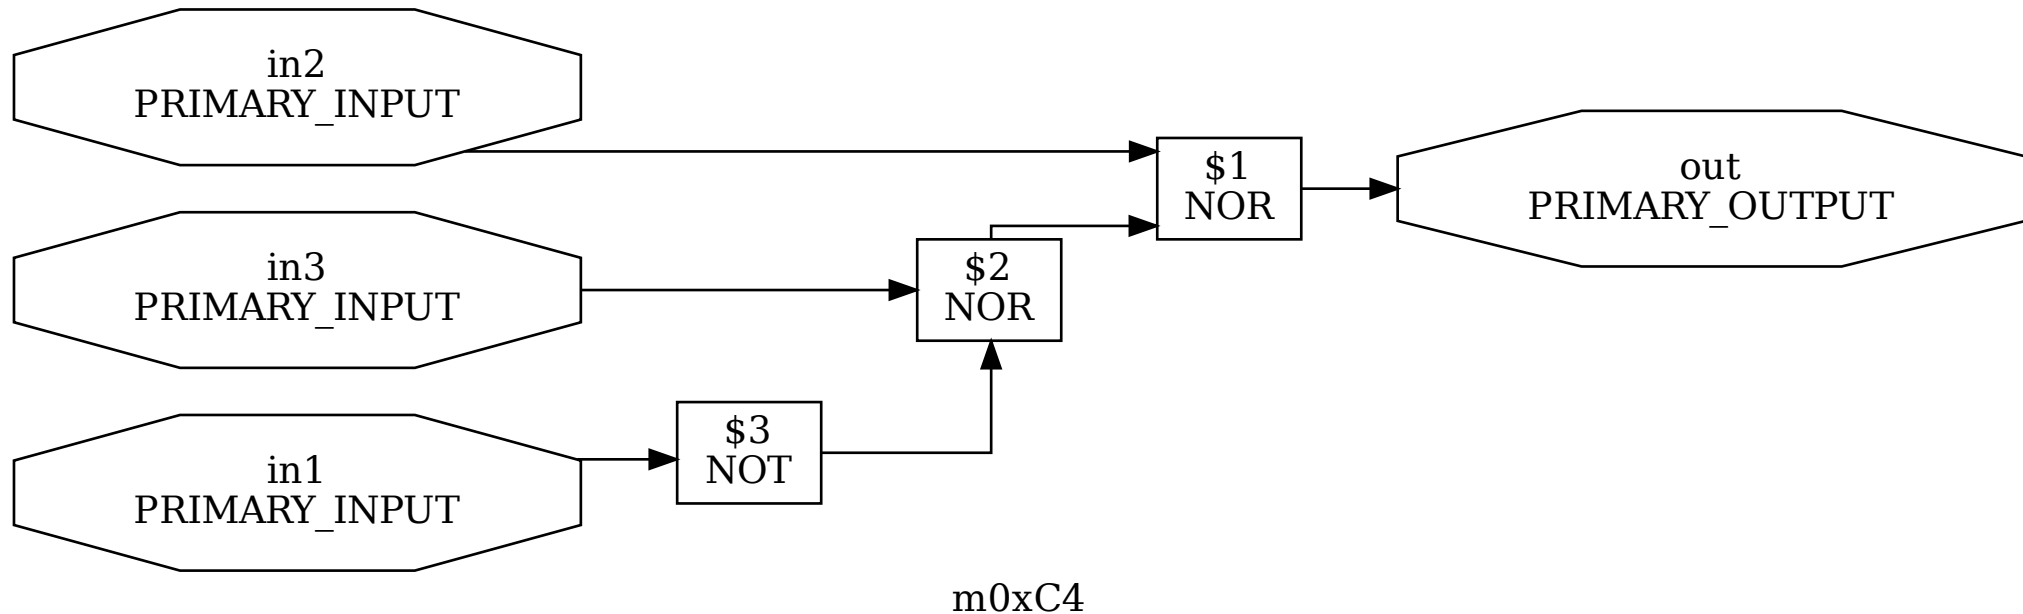 in2
PRIMARY_INPUT
$1
NOR
out
PRIMARY_OUTPUT
in3
PRIMARY_INPUT
$2
NOR
in1
PRIMARY_INPUT
$3
NOT
m0xC4